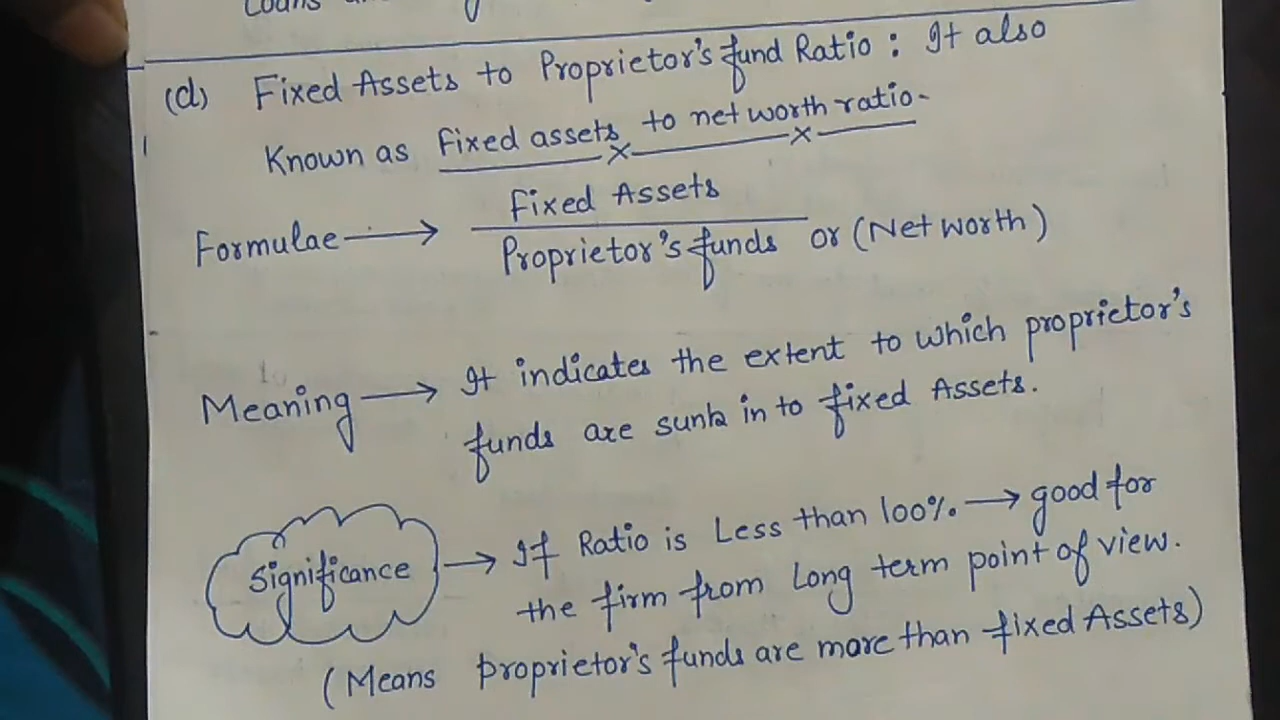 Loans
(d) Fixed Assets to Proprietor's fund Ratio : It also
Known as fixed assets to net worth ratio-
Fixed Assets
Formulae → Proprietor's funds or (Net worth)
Meaning → It indicates the extent to which proprietor's
funds are sunk in to fixed Assets.
Significance → If Ratio is Less than 100% → good for
the firm from Long term point of view.
(Means proprietor's funds are more than fixed Assets)